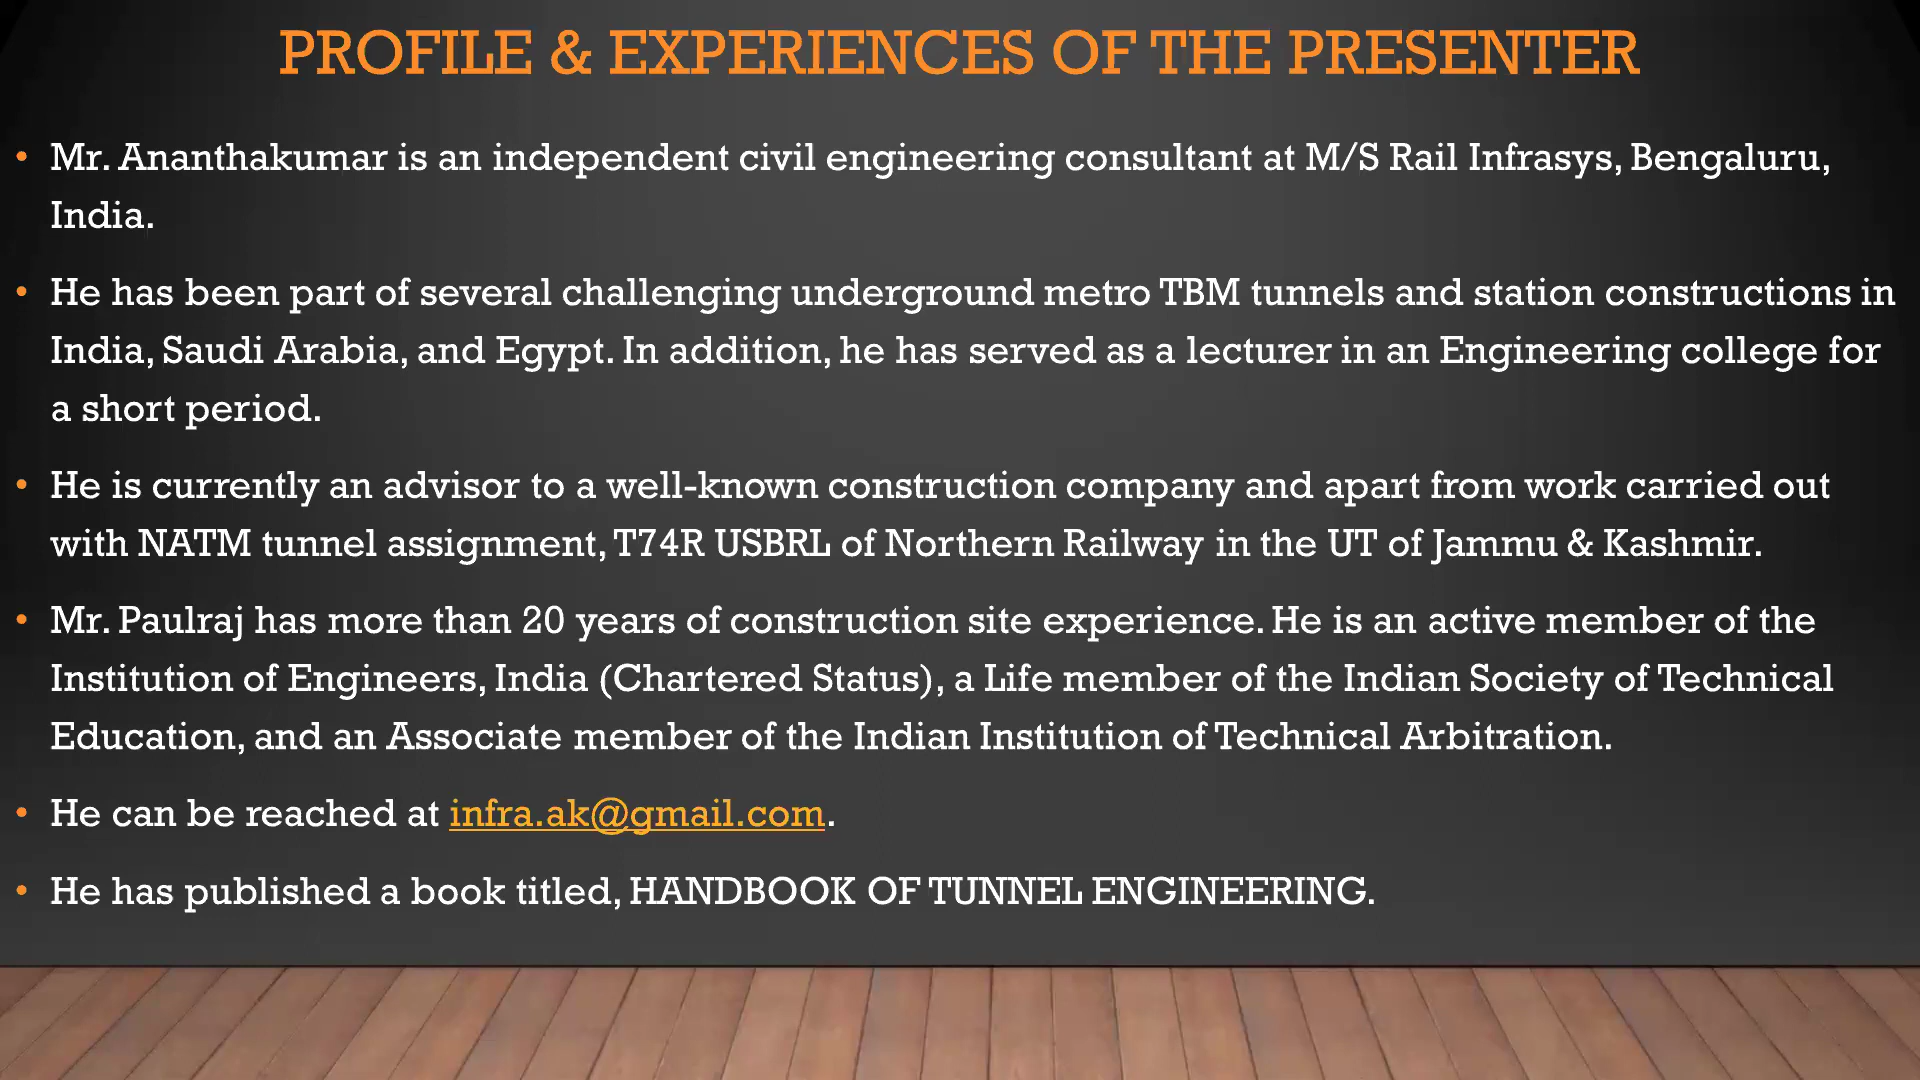 PROFILE & EXPERIENCES OF THE PRESENTER
• Mr. Ananthakumar is an independent civil engineering consultant at M/S Rail Infrasys, Bengaluru,
India.
• He has been part of several challenging underground metro TBM tunnels and station constructions in
India, Saudi Arabia, and Egypt. In addition, he has served as a lecturer in an Engineering college for
a short period.
• He is currently an advisor to a well-known construction company and apart from work carried out
with NATM tunnel assignment, T74R USBRL of Northern Railway in the UT of Jammu & Kashmir.
• Mr. Paulraj has more than 20 years of construction site experience. He is an active member of the
Institution of Engineers, India (Chartered Status), a Life member of the Indian Society of Technical
Education, and an Associate member of the Indian Institution of Technical Arbitration.
• He can be reached at infra.ak@gmail.com.
• He has published a book titled, HANDBOOK OF TUNNEL ENGINEERING.